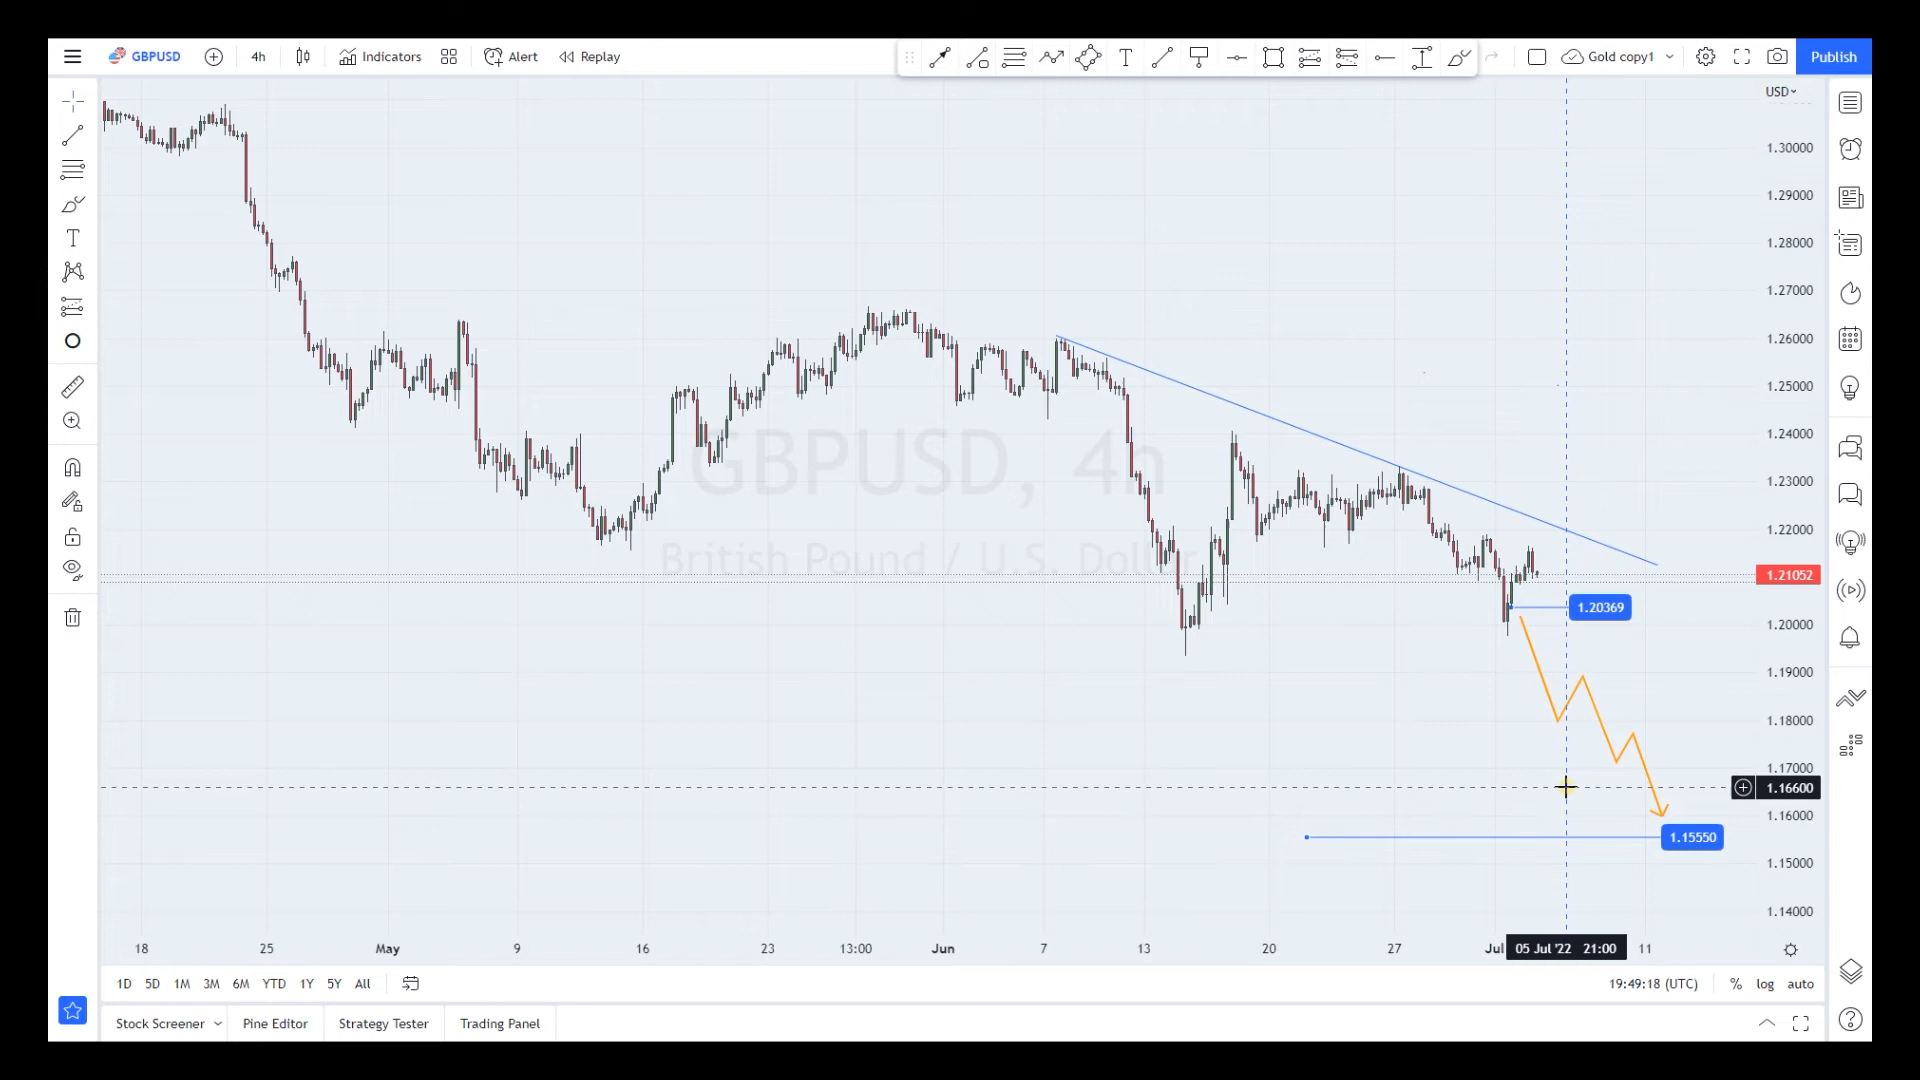 GBPUSD 4h Indicators Alert Replay Gold copy1 Publish
USD
1.30000
1.29000
1.28000
1.27000
1.26000
1.25000
1.24000
1.23000
1.22000
1.21052
1.20000
1.19000
1.18000
1.17000
1.16600
1.16000
1.15000
1.14000
GBPUSD, 4h
British Pound / U.S. Dollar
1.20369
1.15550
18 25 May 9 16 23 13:00 Jun 7 13 20 27 Jul 05 Jul '22 21:00 11
1D 5D 1M 3M 6M YTD 1Y 5Y All 19:49:18 (UTC) % log auto
Stock Screener Pine Editor Strategy Tester Trading Panel